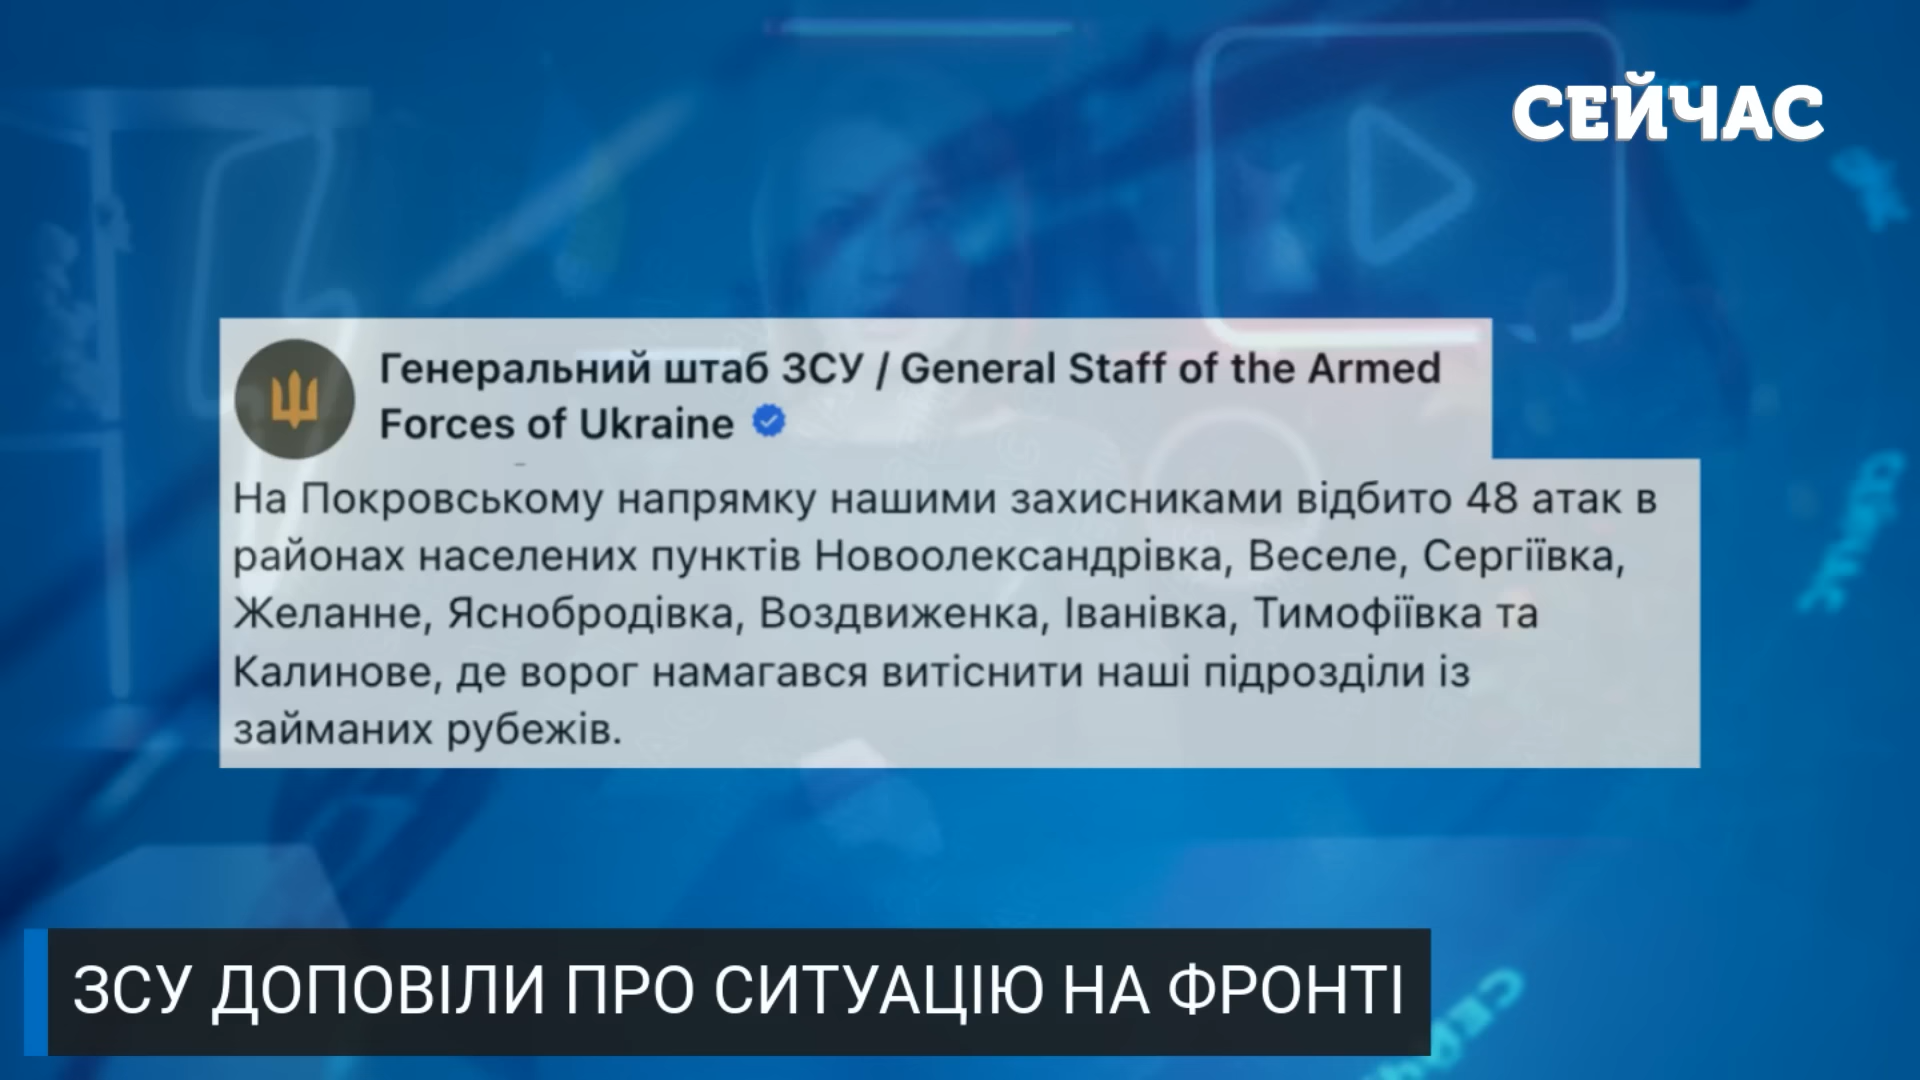 СЕЙЧАС
Генеральний штаб ЗСУ / General Staff of the Armed
Forces of Ukraine
На Покровському напрямку нашими захисниками відбито 48 атак в
районах населених пунктів Новоолександрівка, Веселе, Сергіївка,
Желанне, Яснобродівка, Воздвиженка, Іванівка, Тимофіївка та
Калинове, де ворог намагався витіснити наші підрозділи із
займаних рубежів.
ЗСУ ДОПОВІЛИ ПРО СИТУАЦІЮ НА ФРОНТІ